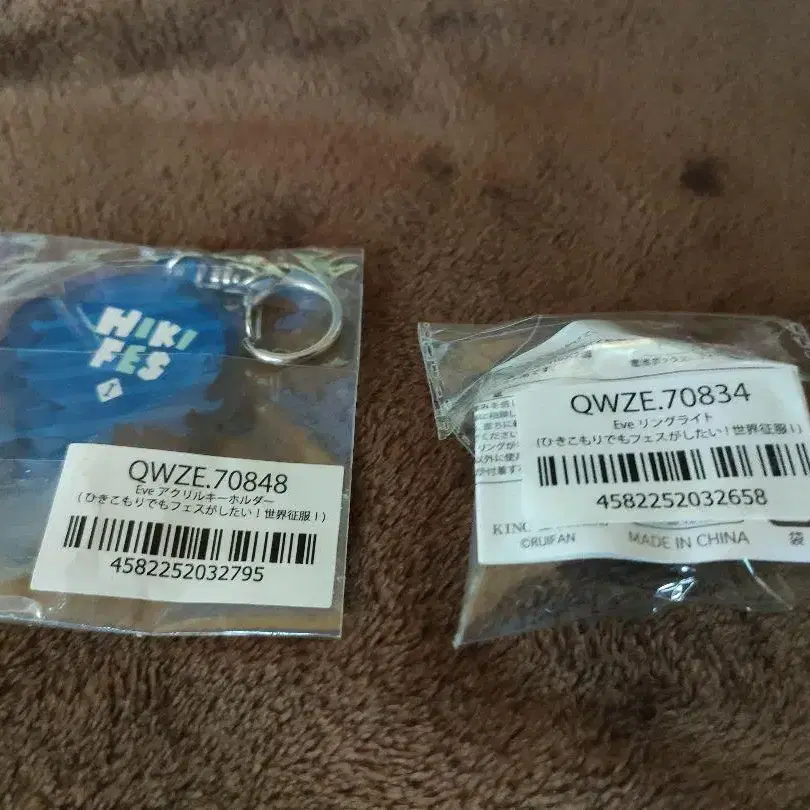 HIKI
FES
QWZE.70848
Eve アクリルキーホルダー
(ひきこもりでもフェスがしたい!世界征服!)
4582252032795
QWZE.70834
Eve リングライト
(ひきこもりでもフェスがしたい!世界征服!)
4582252032658
KING
©RUIFAN
MADE IN CHINA
袋